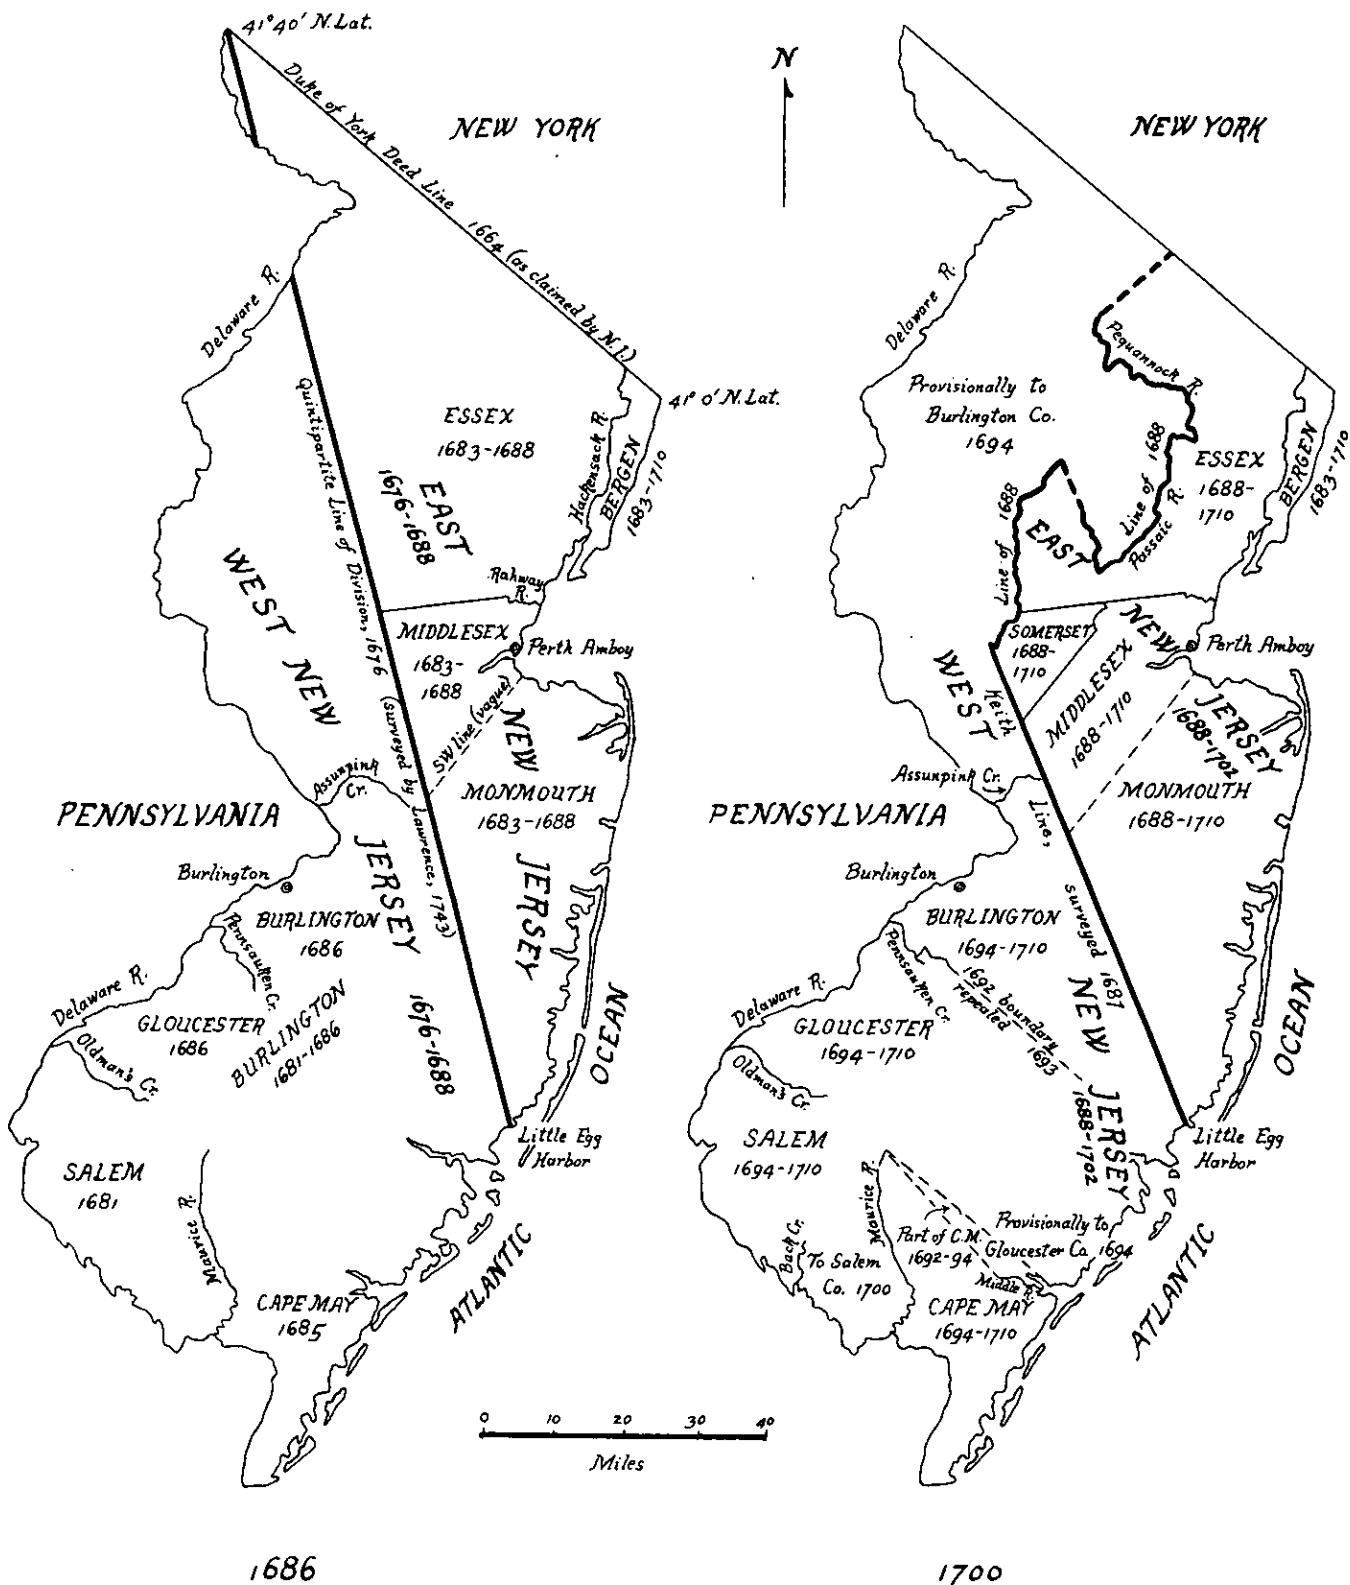 41° 40' N. Lat.
Duke of York Deed Line 1664 (as claimed by N.J.)
NEW YORK
Delaware R.
Quintipartite Line of Division, 1676 (surveyed by Lawrence, 1743)
41° 0' N. Lat.
ESSEX
1683-1688
Hackensack R.
BERGEN
1683-1710
EAST
1676-1688
WEST NEW
Rahway
R.
MIDDLESEX
1683-
1688
Perth Amboy
SW line (vague)
NEW
Assunpink
Cr.
MONMOUTH
1683-1688
PENNSYLVANIA
JERSEY
JERSEY
Burlington
BURLINGTON
1686
Pennsauken Cr.
Delaware R.
GLOUCESTER
1686
BURLINGTON
1681-1686
1676-1688
OCEAN
Oldman's Cr.
Little Egg
Harbor
SALEM
1681
Maurice R.
CAPE MAY
1685
ATLANTIC
0 10 20 30 40
Miles
1686
N
NEW YORK
Delaware R.
Pequannock R.
Provisionally to
Burlington Co.
1694
Line of 1688
Passaic R.
ESSEX
1688-
1710
BERGEN
1683-1710
Line of 1688
EAST
SOMERSET
1688-
1710
NEW
Perth Amboy
WEST
Keith Line, surveyed 1687
MIDDLESEX
1688-1710
JERSEY
1688-1702
Assunpink Cr.
MONMOUTH
1688-1710
PENNSYLVANIA
Burlington
BURLINGTON
1694-1710
Pennsauken Cr.
1692 boundary
repealed 1693
Delaware R.
GLOUCESTER
1694-1710
NEW JERSEY
1688-1702
OCEAN
Oldman's Cr.
Little Egg
Harbor
SALEM
1694-1710
Maurice R.
Part of C.M.
1692-94
Provisionally to
Gloucester Co. 1694
Back Cr.
To Salem
Co. 1700
Middle R.
CAPE MAY
1694-1710
ATLANTIC
1700